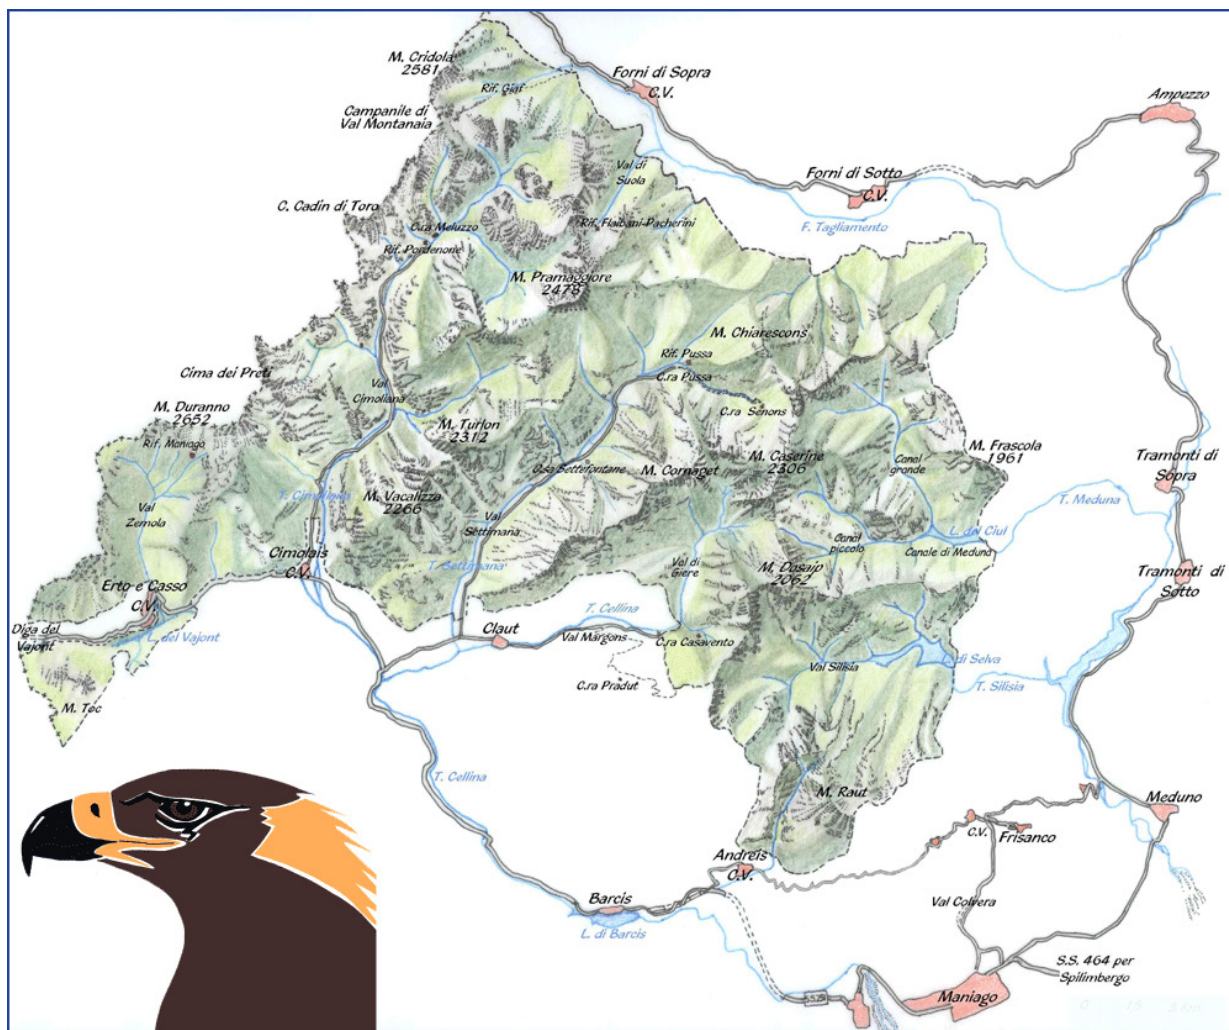 M. Cridola
2581
Rif. Giaf
Forni di Sopra
C.V.
Ampezzo
Campanile di
Val Montanaia
Val di
Suola
Forni di Sotto
C.V.
C. Cadin di Toro
C.ra Meluzzo
Rif. Pordenone
Rif. Flaibani-Pacherini
F. Tagliamento
M. Pramaggiore
2478
M. Chiarescons
Rif. Pussa
C.ra Pussa
Cima dei Preti
Val
Cimoliana
C.ra Senons
M. Duranno
2652
Rif. Maniago
M. Turlon
2312
M. Caserine
2306
M. Frascola
1961
Tramonti di
Sopra
Csa Settefontane
M. Cornaget
Canal
grande
T. Cimoliana
M. Vacalizza
2266
T. Meduna
Val
Zemola
Val
Settimana
L. del Ciul
Canal
piccolo
Canale di Meduna
Cimolais
C.V.
T. Settimana
Val di
Giere
M. Dosaip
2062
Tramonti di
Sotto
Erto e Casso
C.V.
T. Cellina
Diga del
Vajont
L. del Vajont
Claut
Val Margons
C.ra Casavento
L. di Selva
Val Silisia
T. Silisia
C.ra Pradut
M. Toc
T. Cellina
M. Raut
Meduno
C.V.
Frisanco
Andreis
C.V.
Barcis
L. di Barcis
Val Colvera
S.S. 464 per
Spilimbergo
Maniago